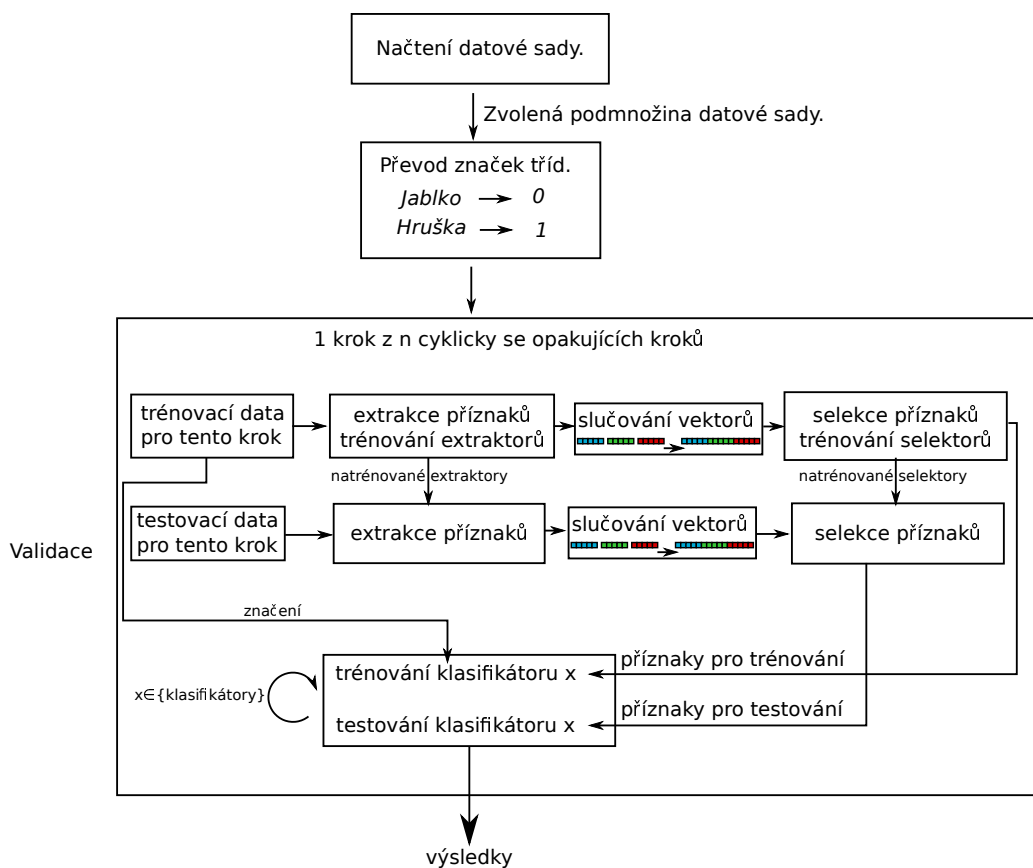 Načtení datové sady.
Zvolená podmnožina datové sady.
Převod značek tříd.
Jablko 0
Hruška 1
1 krok z n cyklicky se opakujících kroků
trénovací data
pro tento krok
extrakce příznaků
trénování extraktorů
slučování vektorů
selekce příznaků
trénování selektorů
natrénované extraktory
natrénované selektory
testovací data
pro tento krok
extrakce příznaků
slučování vektorů
selekce příznaků
Validace
značení
trénování klasifikátoru x
příznaky pro trénování
x∈{klasifikátory}
testování klasifikátoru x
příznaky pro testování
výsledky